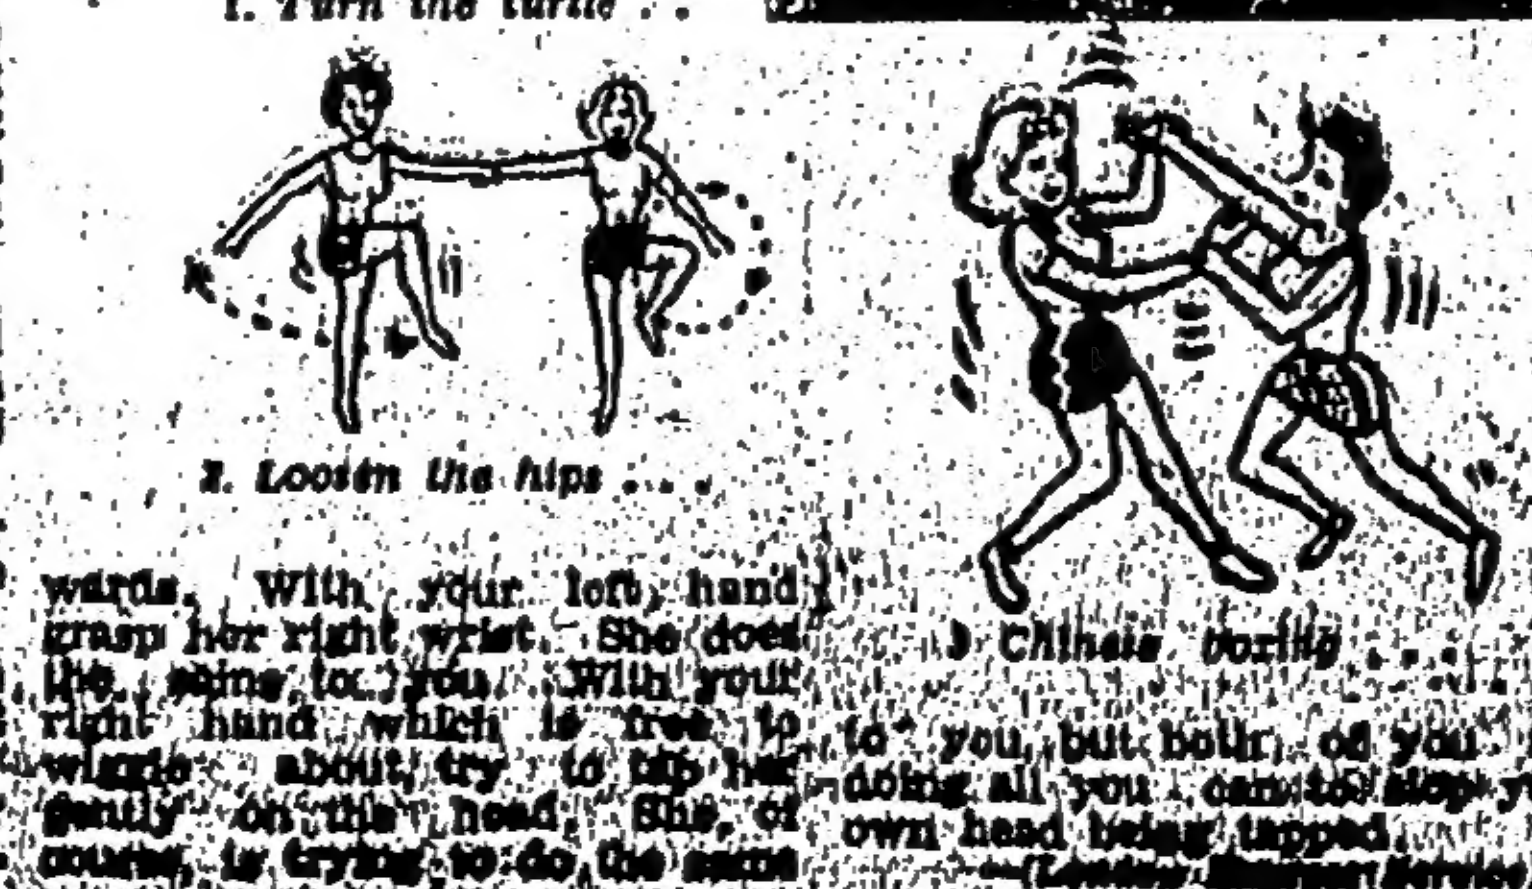 1. Turn the turtle . .
2. Loosen the hips . . .
wards. With your left hand
grasp her right wrist. She does
the same to you. With your
right hand which is free to
about, try to tap her
gently on the head. She, of
course, is trying to do the same
3 Chinese boxing
to you, but both of you
doing all you can to stop
own head being tapped.
(London Service